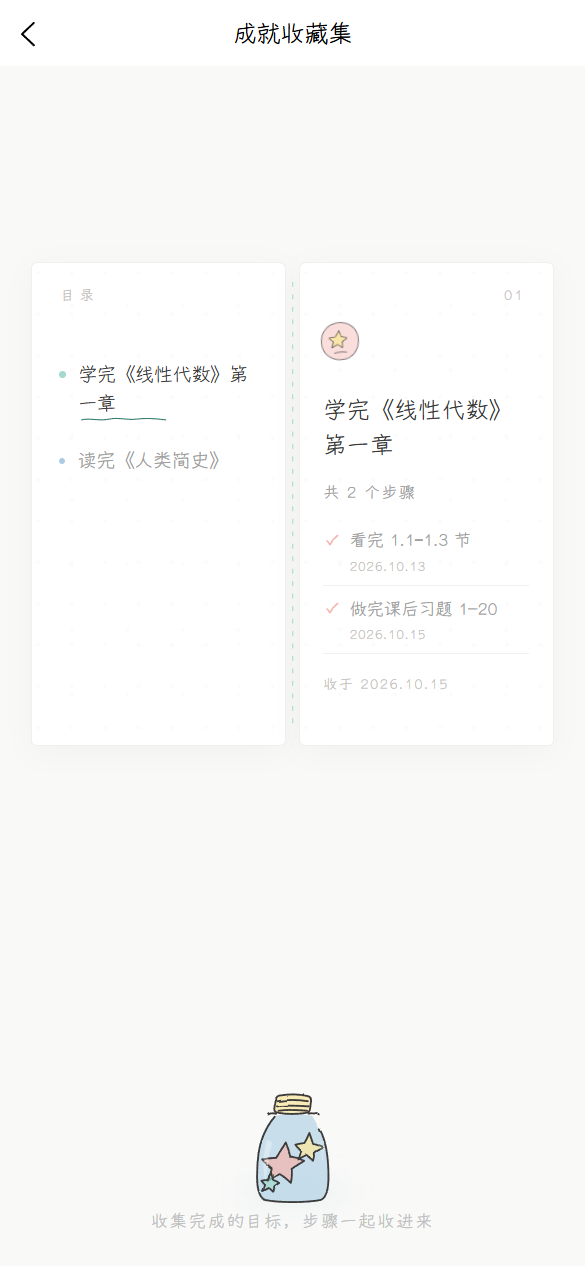 成就收藏集
目录
学完《线性代数》第
一章
读完《人类简史》
01
学完《线性代数》
第一章
共 2 个步骤
看完 1.1-1.3 节
2026.10.13
做完课后习题 1-20
2026.10.15
收于 2026.10.15
收集完成的目标，步骤一起收进来